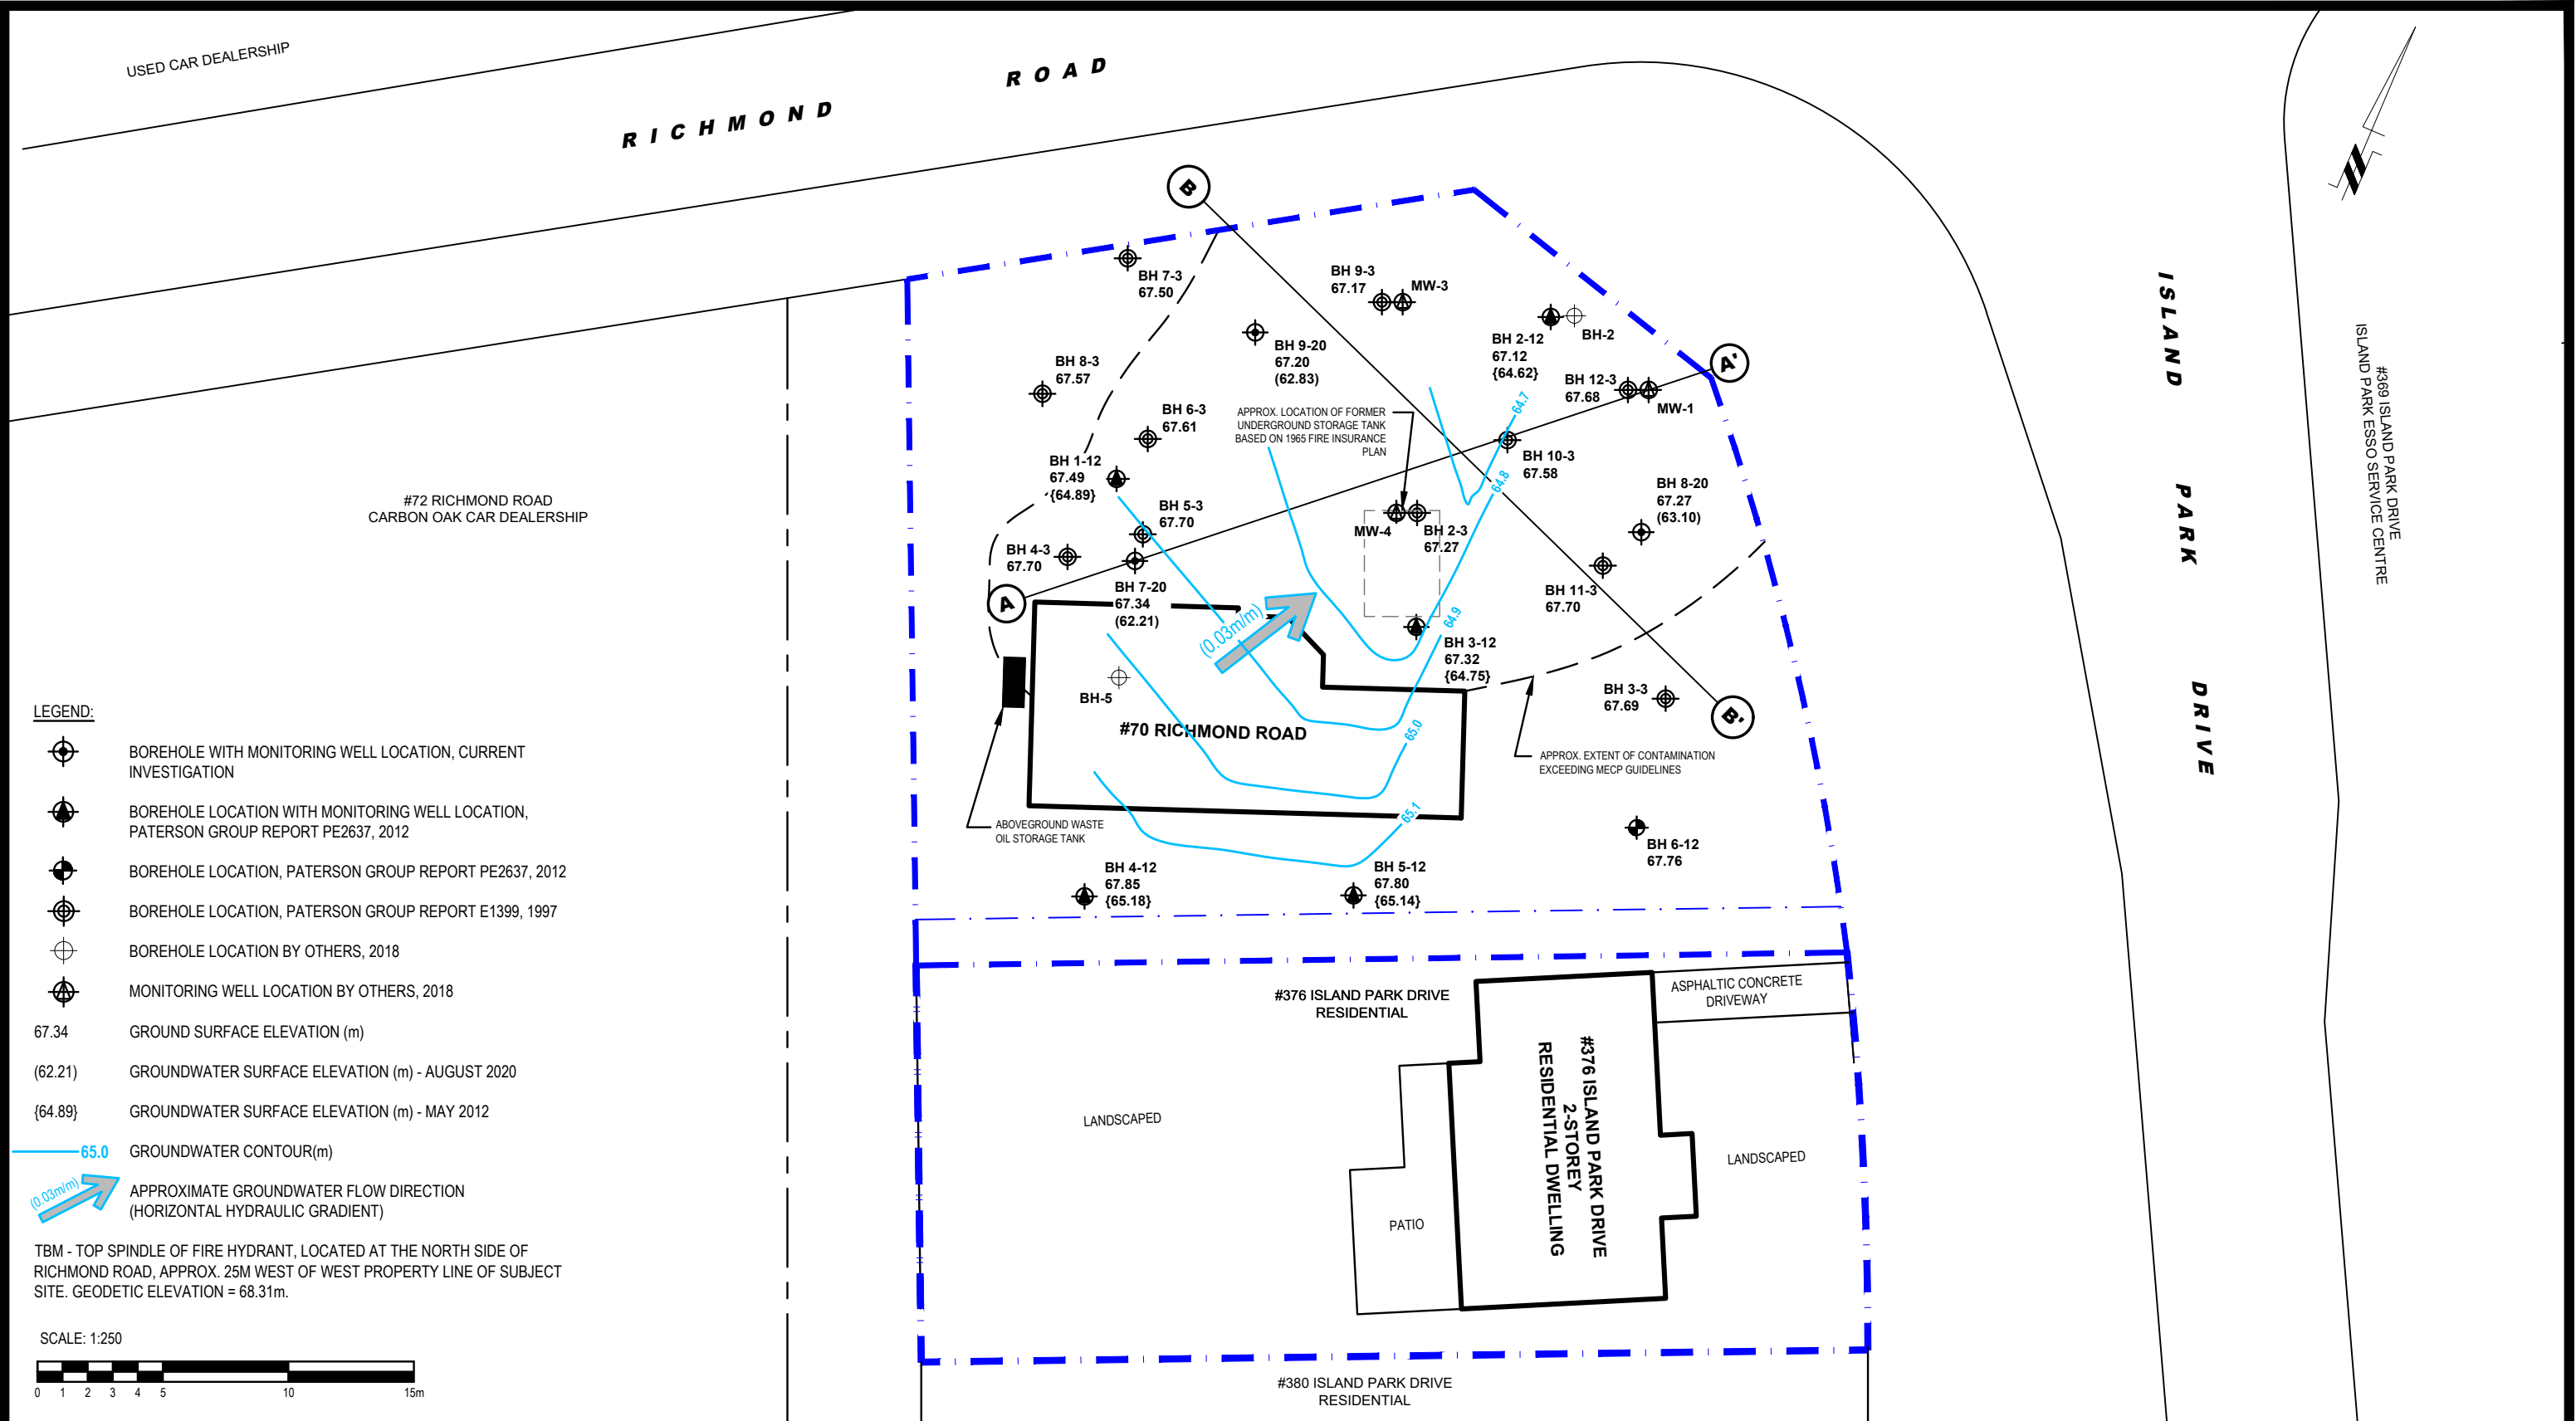 USED CAR DEALERSHIP
RICHMOND ROAD
B
BH 7-3
67.50
BH 9-3
67.17
MW-3
BH 9-20
67.20
(62.83)
BH 2-12
67.12
{64.62}
BH-2
BH 8-3
67.57
BH 6-3
67.61
BH 12-3
67.68
MW-1
A'
64.7
APPROX. LOCATION OF FORMER
UNDERGROUND STORAGE TANK
BASED ON 1965 FIRE INSURANCE
PLAN
BH 1-12
67.49
{64.89}
BH 10-3
67.58
64.8
BH 8-20
67.27
(63.10)
BH 5-3
67.70
MW-4
BH 2-3
67.27
BH 4-3
67.70
A
BH 7-20
67.34
(62.21)
(0.03m/m)
BH 11-3
67.70
64.9
BH 3-12
67.32
{64.75}
BH-5
#70 RICHMOND ROAD
65.0
BH 3-3
67.69
B'
APPROX. EXTENT OF CONTAMINATION
EXCEEDING MECP GUIDELINES
65.1
ABOVEGROUND WASTE
OIL STORAGE TANK
BH 6-12
67.76
BH 4-12
67.85
{65.18}
BH 5-12
67.80
{65.14}
#72 RICHMOND ROAD
CARBON OAK CAR DEALERSHIP
ISLAND PARK DRIVE
#369 ISLAND PARK DRIVE
ISLAND PARK ESSO SERVICE CENTRE
#376 ISLAND PARK DRIVE
RESIDENTIAL
ASPHALTIC CONCRETE
DRIVEWAY
#376 ISLAND PARK DRIVE
2-STOREY
RESIDENTIAL DWELLING
LANDSCAPED
LANDSCAPED
PATIO
#380 ISLAND PARK DRIVE
RESIDENTIAL
LEGEND:
BOREHOLE WITH MONITORING WELL LOCATION, CURRENT
INVESTIGATION
BOREHOLE LOCATION WITH MONITORING WELL LOCATION,
PATERSON GROUP REPORT PE2637, 2012
BOREHOLE LOCATION, PATERSON GROUP REPORT PE2637, 2012
BOREHOLE LOCATION, PATERSON GROUP REPORT E1399, 1997
BOREHOLE LOCATION BY OTHERS, 2018
MONITORING WELL LOCATION BY OTHERS, 2018
67.34 GROUND SURFACE ELEVATION (m)
(62.21) GROUNDWATER SURFACE ELEVATION (m) - AUGUST 2020
{64.89} GROUNDWATER SURFACE ELEVATION (m) - MAY 2012
65.0 GROUNDWATER CONTOUR(m)
(0.03m/m) APPROXIMATE GROUNDWATER FLOW DIRECTION
(HORIZONTAL HYDRAULIC GRADIENT)
TBM - TOP SPINDLE OF FIRE HYDRANT, LOCATED AT THE NORTH SIDE OF
RICHMOND ROAD, APPROX. 25M WEST OF WEST PROPERTY LINE OF SUBJECT
SITE. GEODETIC ELEVATION = 68.31m.
SCALE: 1:250
0 1 2 3 4 5 10 15m